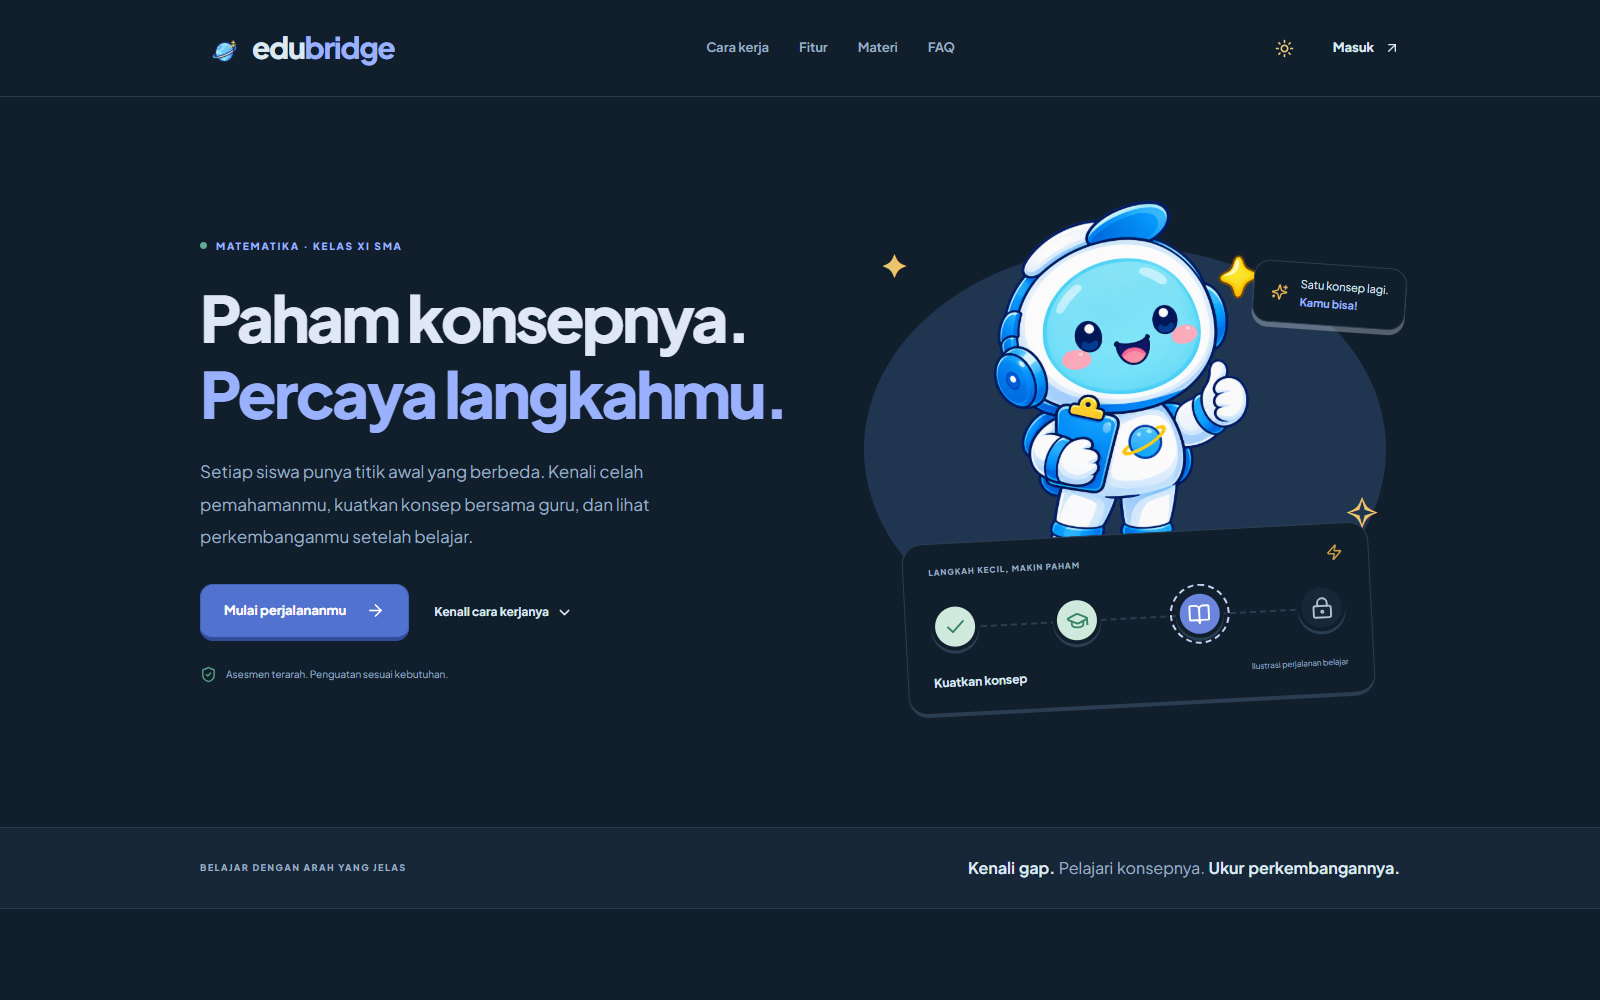 edubridge
Cara kerja
Fitur
Materi
FAQ
Masuk
MATEMATIKA · KELAS XI SMA
Paham konsepnya.
Percaya langkahmu.
Setiap siswa punya titik awal yang berbeda. Kenali celah
pemahamanmu, kuatkan konsep bersama guru, dan lihat
perkembanganmu setelah belajar.
Mulai perjalananmu
Kenali cara kerjanya
Asesmen terarah. Penguatan sesuai kebutuhan.
Satu konsep lagi.
Kamu bisa!
LANGKAH KECIL, MAKIN PAHAM
Kuatkan konsep
Ilustrasi perjalanan belajar
BELAJAR DENGAN ARAH YANG JELAS
Kenali gap. Pelajari konsepnya. Ukur perkembangannya.